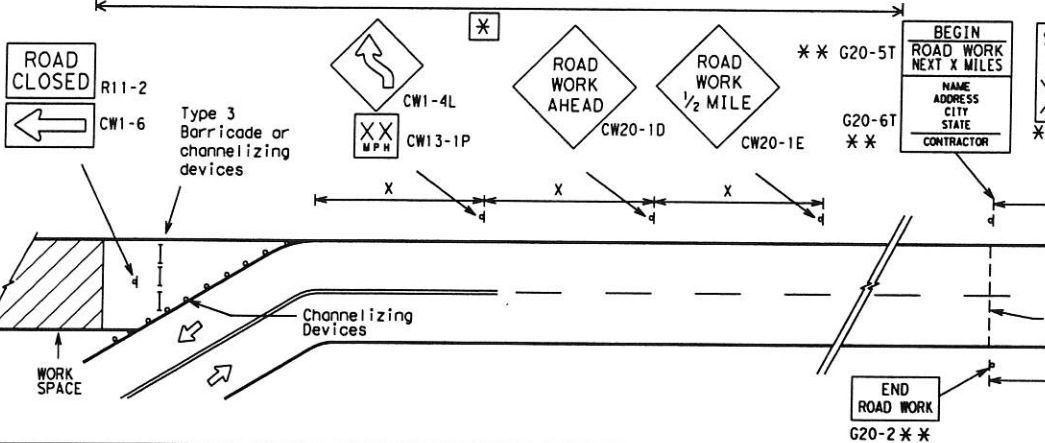 *
ROAD
CLOSED
R11-2
CW1-6
Type 3
Barricade or
channelizing
devices
CW1-4L
XX
MPH
CW13-1P
ROAD
WORK
AHEAD
CW20-1D
ROAD
WORK
1/2 MILE
CW20-1E
** G20-5T
BEGIN
ROAD WORK
NEXT X MILES
NAME
ADDRESS
CITY
STATE
CONTRACTOR
G20-6T
**
*
X
X
X
Channelizing
Devices
WORK
SPACE
END
ROAD WORK
G20-2 **